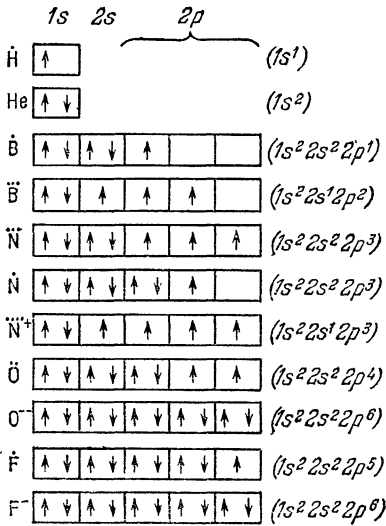 1s 2s 2p
Ḣ ↑ (1s¹)
He ↑↓ (1s²)
Ḃ ↑↓ ↑↓ ↑ (1s²2s²2p¹)
B⃛ ↑↓ ↑ ↑ ↑ (1s²2s¹2p²)
N⃛ ↑↓ ↑↓ ↑ ↑ ↑ (1s²2s²2p³)
Ṅ ↑↓ ↑↓ ↑↓ ↑ (1s²2s²2p³)
N⃜⁺ ↑↓ ↑ ↑ ↑ ↑ (1s²2s¹2p³)
Ö ↑↓ ↑↓ ↑↓ ↑ ↑ (1s²2s²2p⁴)
O⁻⁻ ↑↓ ↑↓ ↑↓ ↑↓ ↑↓ (1s²2s²2p⁶)
Ḟ ↑↓ ↑↓ ↑↓ ↑↓ ↑ (1s²2s²2p⁵)
F⁻ ↑↓ ↑↓ ↑↓ ↑↓ ↑↓ (1s²2s²2p⁶)